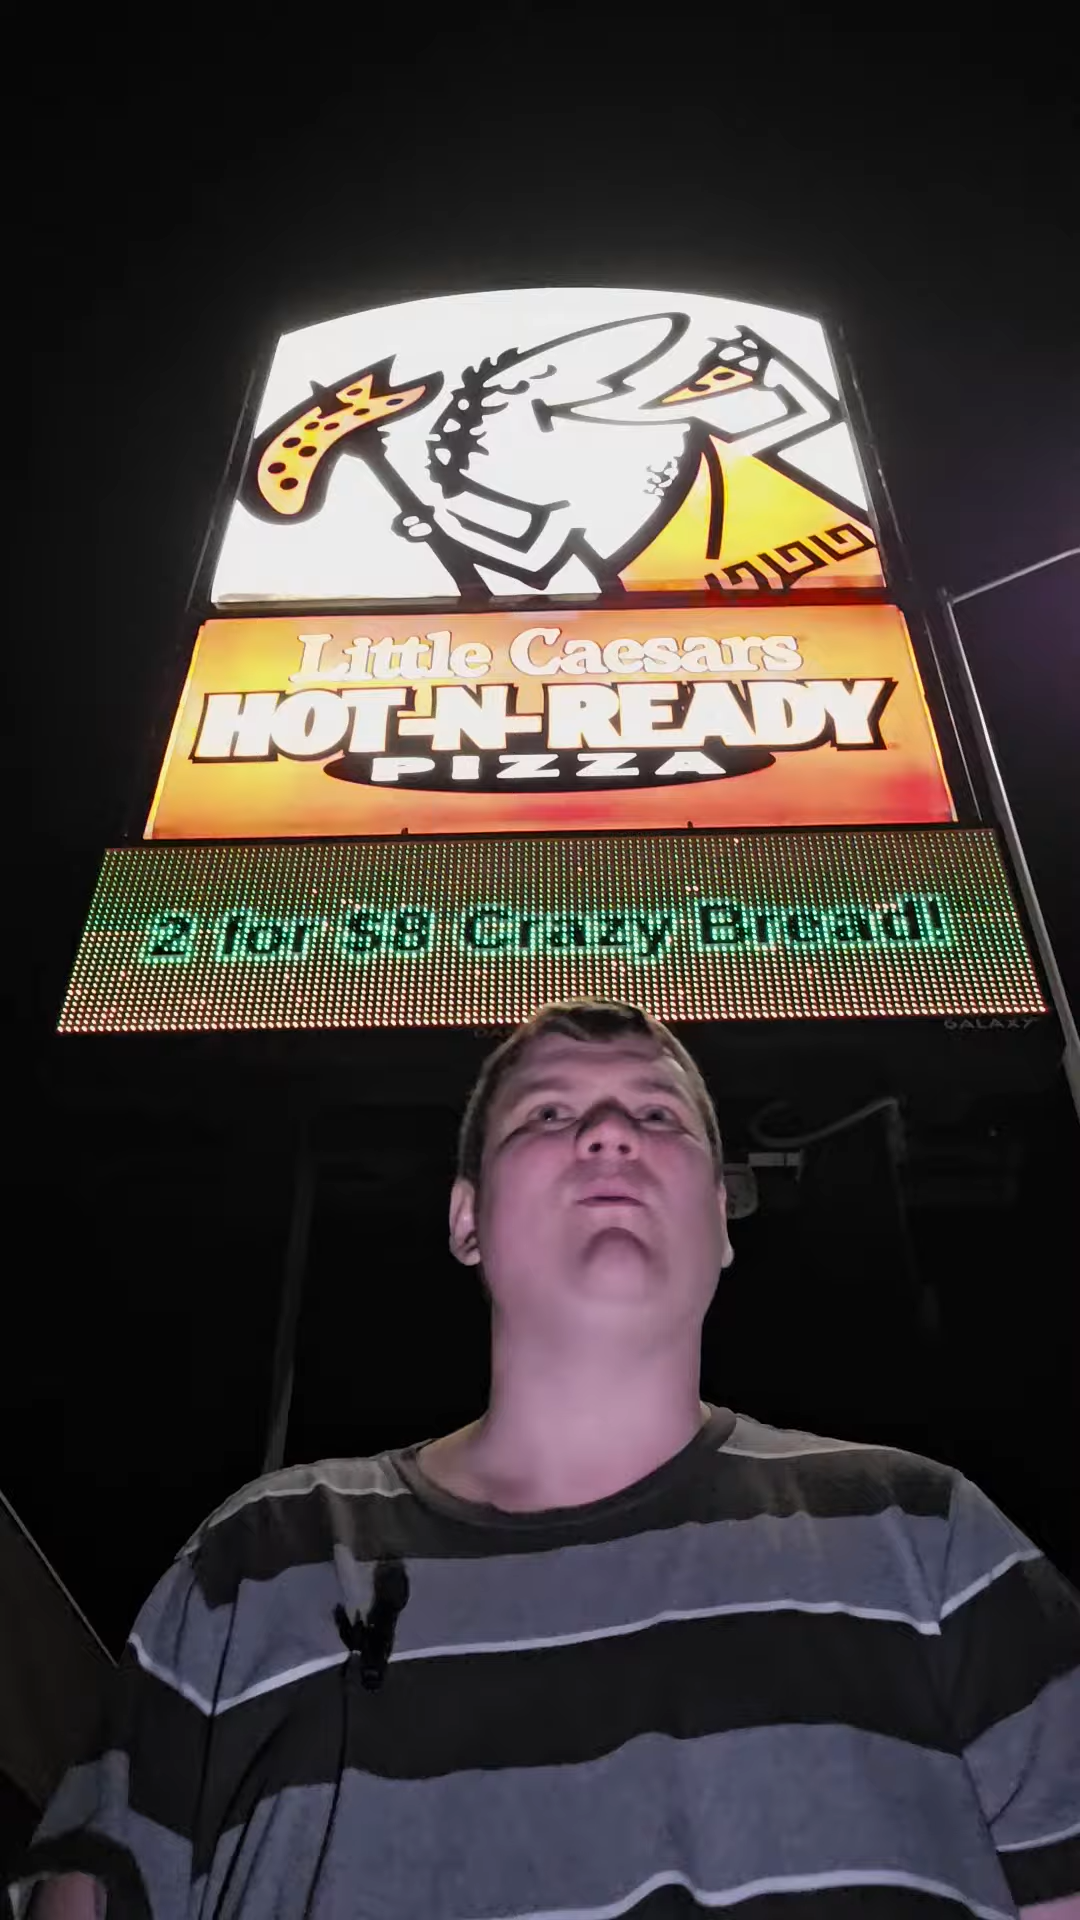 Little Caesars
HOT-N-READY
PIZZA
2 for $8 Crazy Bread!
GALAXY